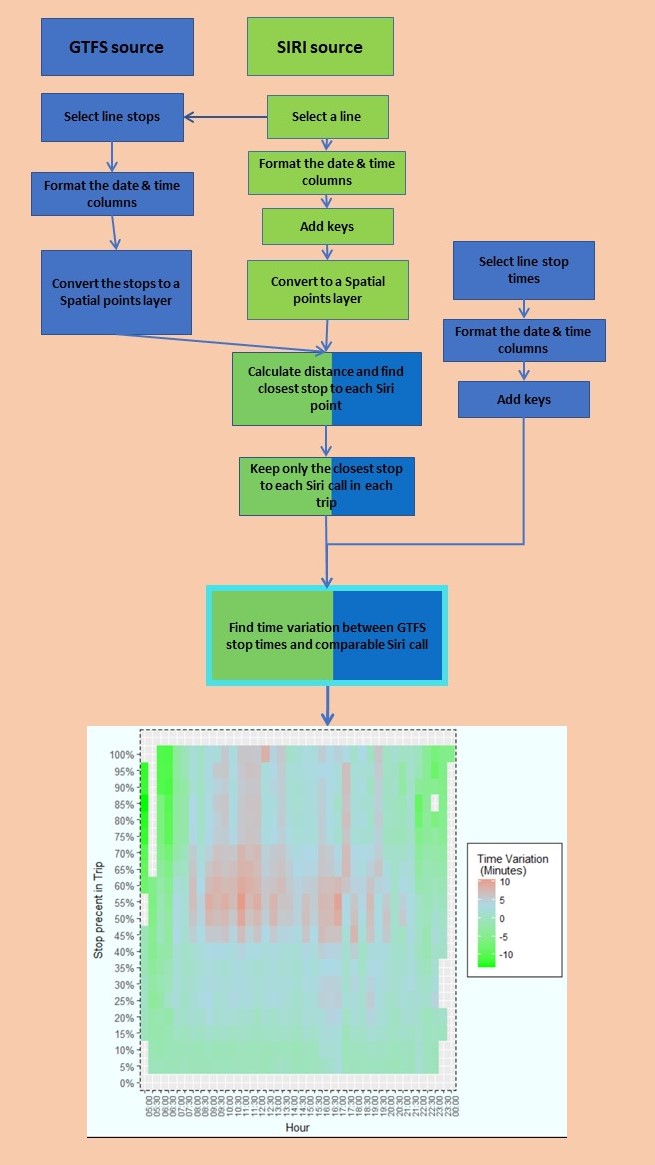 GTFS source
SIRI source
Select line stops
Select a line
Format the date & time
columns
Format the date & time
columns
Add keys
Convert the stops to a
Spatial points layer
Convert to a Spatial
points layer
Select line stop
times
Format the date & time
columns
Add keys
Calculate distance and find
closest stop to each Siri
point
Keep only the closest stop
to each Siri call in each
trip
Find time variation between GTFS
stop times and comparable Siri call
Stop precent in Trip
100%
95%
90%
85%
80%
75%
70%
65%
60%
55%
50%
45%
40%
35%
30%
25%
20%
15%
10%
5%
0%
Time Variation
(Minutes)
10
5
0
-5
-10
05:00
05:30
06:00
06:30
07:00
07:30
08:00
08:30
09:00
09:30
10:00
10:30
11:00
11:30
12:00
12:30
13:00
13:30
14:00
14:30
15:00
15:30
16:00
16:30
17:00
17:30
18:00
18:30
19:00
19:30
20:00
20:30
21:00
21:30
22:00
22:30
23:00
23:30
00:00
Hour